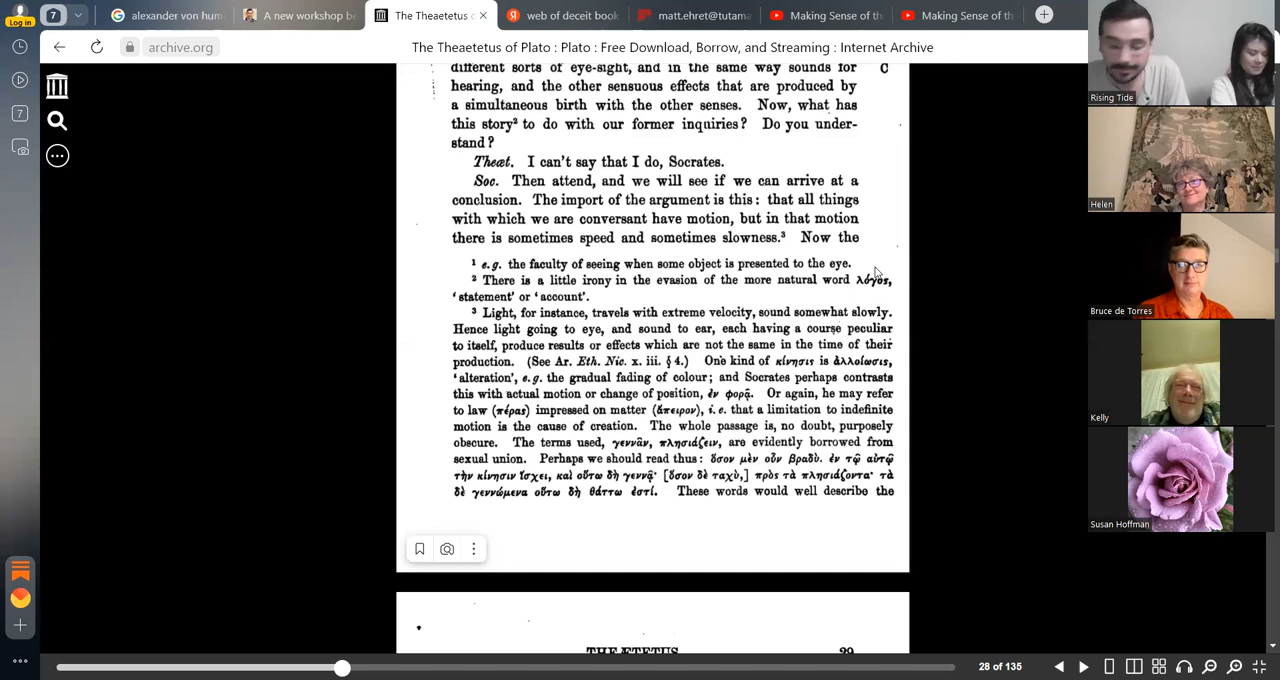 Log in
7
alexander von hum
A new workshop be
The Theaetetus o
web of deceit book
matt.ehret@tutama
Making Sense of th
Making Sense of th
archive.org
The Theaetetus of Plato : Plato : Free Download, Borrow, and Streaming : Internet Archive
7
different sorts of eye-sight, and in the same way sounds for C
hearing, and the other sensuous effects that are produced by
a simultaneous birth with the other senses. Now, what has
this story² to do with our former inquiries? Do you under-
stand?
Theæt. I can't say that I do, Socrates.
Soc. Then attend, and we will see if we can arrive at a
conclusion. The import of the argument is this: that all things
with which we are conversant have motion, but in that motion
there is sometimes speed and sometimes slowness.³ Now the
¹ e.g. the faculty of seeing when some object is presented to the eye.
² There is a little irony in the evasion of the more natural word λόγος,
'statement' or 'account'.
³ Light, for instance, travels with extreme velocity, sound somewhat slowly.
Hence light going to eye, and sound to ear, each having a course peculiar
to itself, produce results or effects which are not the same in the time of their
production. (See Ar. Eth. Nic. x. iii. § 4.) One kind of κίνησις is ἀλλοίωσις,
'alteration', e.g. the gradual fading of colour; and Socrates perhaps contrasts
this with actual motion or change of position, ἐν φορᾷ. Or again, he may refer
to law (πέρας) impressed on matter (ἄπειρον), i.e. that a limitation to indefinite
motion is the cause of creation. The whole passage is, no doubt, purposely
obscure. The terms used, γεννᾶν, πλησιάζειν, are evidently borrowed from
sexual union. Perhaps we should read thus: ὅσον μὲν οὖν βραδὺ. ἐν τῷ αὐτῷ
τὴν κίνησιν ἴσχει, καὶ οὕτω δὴ γεννᾷ· [ὅσον δὲ ταχὺ,] πρὸς τὰ πλησιάζοντα· τὰ
δὲ γεννώμενα οὕτω δὴ θάττω ἐστί. These words would well describe the
THEÆTETUS. 29
28 of 135
Rising Tide
Helen
Bruce de Torres
Kelly
Susan Hoffman